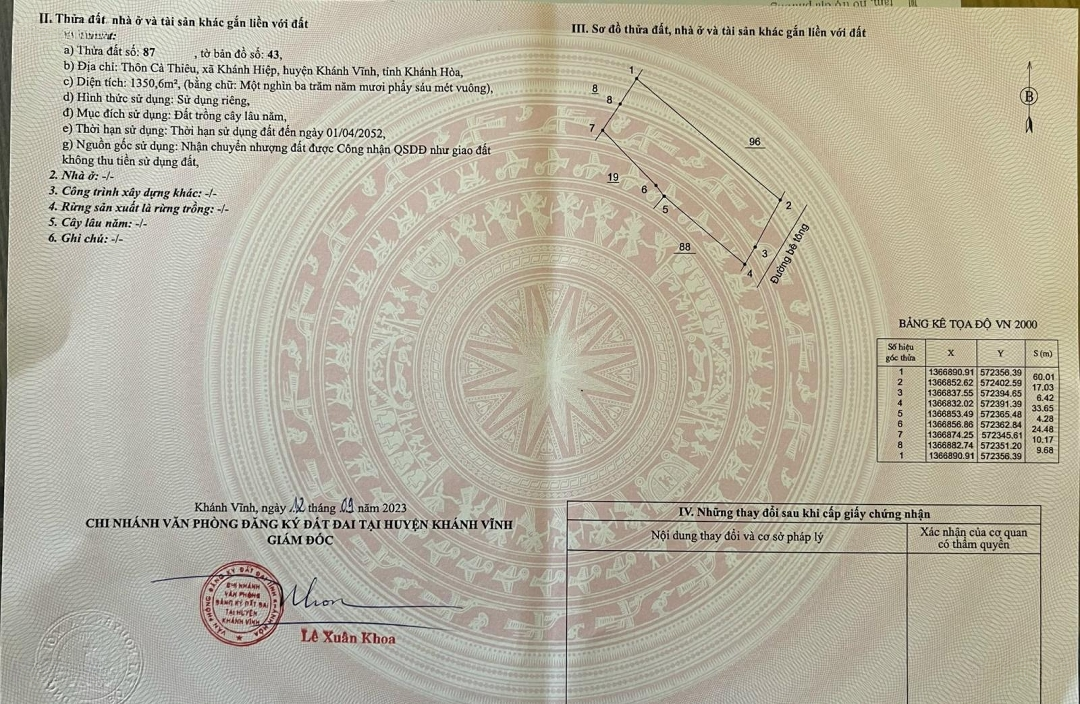 II. Thửa đất, nhà ở và tài sản khác gắn liền với đất
a) Thửa đất số: 87 , tờ bản đồ số: 43,
b) Địa chỉ: Thôn Cà Thiêu, xã Khánh Hiệp, huyện Khánh Vĩnh, tỉnh Khánh Hòa,
c) Diện tích: 1350,6m², (bằng chữ: Một nghìn ba trăm năm mươi phẩy sáu mét vuông),
d) Hình thức sử dụng: Sử dụng riêng,
đ) Mục đích sử dụng: Đất trồng cây lâu năm,
e) Thời hạn sử dụng: Thời hạn sử dụng đất đến ngày 01/04/2052,
g) Nguồn gốc sử dụng: Nhận chuyển nhượng đất được Công nhận QSDĐ như giao đất
không thu tiền sử dụng đất,
2. Nhà ở: -/-
3. Công trình xây dựng khác: -/-
4. Rừng sản xuất là rừng trồng: -/-
5. Cây lâu năm: -/-
6. Ghi chú: -/-
Khánh Vĩnh, ngày 12 tháng 09 năm 2023
CHI NHÁNH VĂN PHÒNG ĐĂNG KÝ ĐẤT ĐAI TẠI HUYỆN KHÁNH VĨNH
GIÁM ĐỐC
CHI NHÁNH
VĂN PHÒNG
ĐĂNG KÝ ĐẤT ĐAI
TẠI HUYỆN
KHÁNH VĨNH
Lê Xuân Khoa
III. Sơ đồ thửa đất, nhà ở và tài sản khác gắn liền với đất
B
1
8
8
7
96
19
6
5
2
88
3
4
Đường bê tông
BẢNG KÊ TỌA ĐỘ VN 2000
Số hiệu góc thửa X Y S (m)
1 1366890.91 572356.39
60.01
2 1366852.62 572402.59
17.03
3 1366837.55 572394.65
6.42
4 1366832.02 572391.39
33.65
5 1366853.49 572365.48
4.28
6 1366856.86 572362.84
24.48
7 1366874.25 572345.61
10.17
8 1366882.74 572351.20
9.68
1 1366890.91 572356.39
IV. Những thay đổi sau khi cấp giấy chứng nhận
Nội dung thay đổi và cơ sở pháp lý
Xác nhận của cơ quan
có thẩm quyền